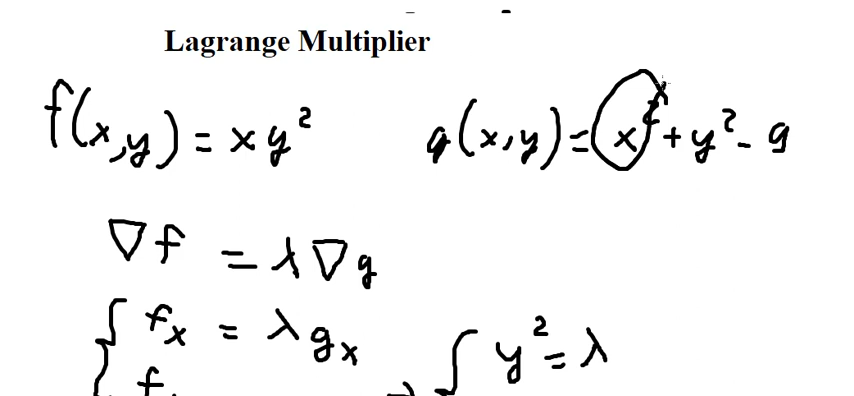 Lagrange Multiplier
f(x,y) = xy² g(x,y) = x² + y² - 9
∇f = λ∇g
{ fx = λgx
{ y² = λ